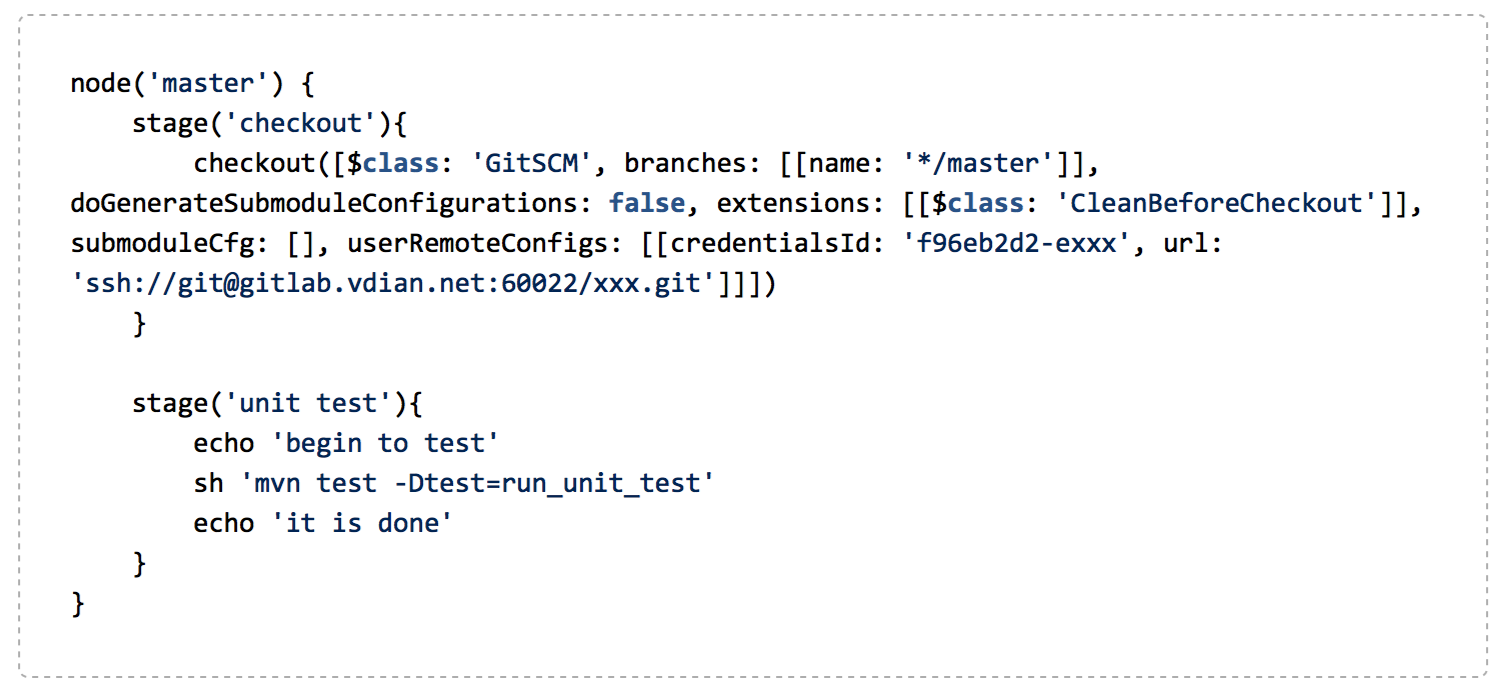 node('master') {
    stage('checkout'){
        checkout([$class: 'GitSCM', branches: [[name: '*/master']],
doGenerateSubmoduleConfigurations: false, extensions: [[$class: 'CleanBeforeCheckout']],
submoduleCfg: [], userRemoteConfigs: [[credentialsId: 'f96eb2d2-exxx', url:
'ssh://git@gitlab.vdian.net:60022/xxx.git']]])
    }

    stage('unit test'){
        echo 'begin to test'
        sh 'mvn test -Dtest=run_unit_test'
        echo 'it is done'
    }
}